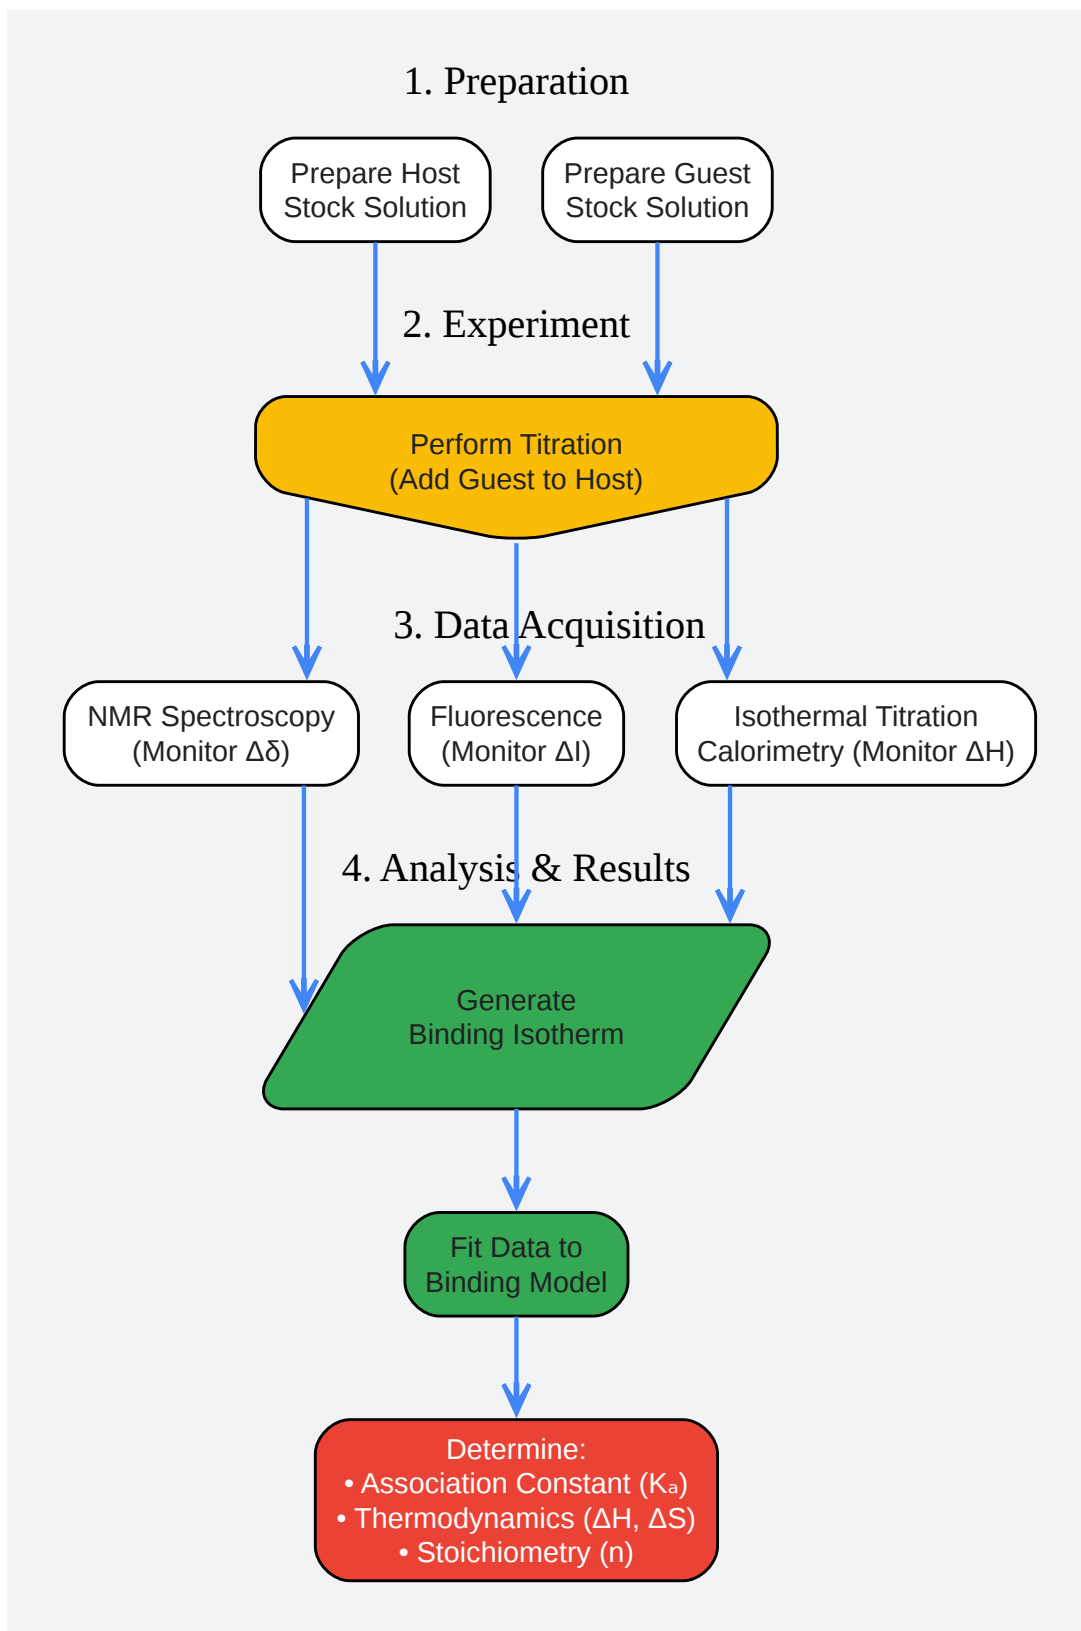 1. Preparation
Prepare Host
Stock Solution
Prepare Guest
Stock Solution
2. Experiment
Perform Titration
(Add Guest to Host)
3. Data Acquisition
NMR Spectroscopy
(Monitor Δδ)
Fluorescence
(Monitor ΔI)
Isothermal Titration
Calorimetry (Monitor ΔH)
4. Analysis & Results
Generate
Binding Isotherm
Fit Data to
Binding Model
Determine:
• Association Constant (Kₐ)
• Thermodynamics (ΔH, ΔS)
• Stoichiometry (n)